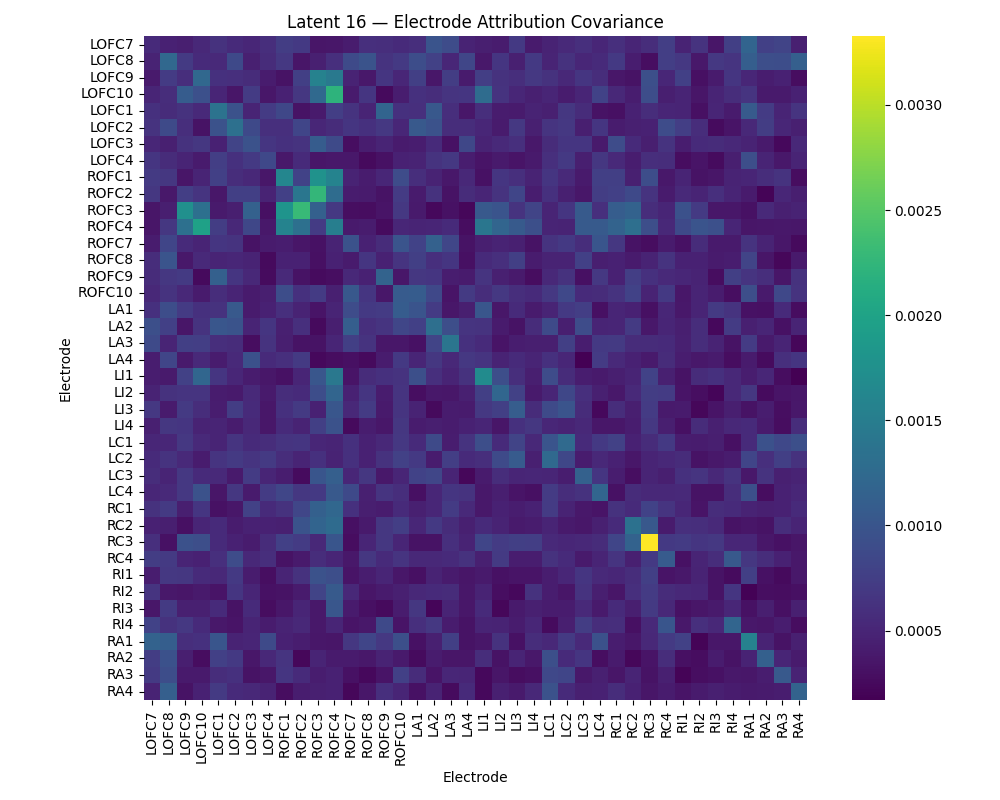 Latent 16 — Electrode Attribution Covariance
LOFC7
LOFC8
LOFC9
LOFC10
LOFC1
LOFC2
LOFC3
LOFC4
ROFC1
ROFC2
ROFC3
ROFC4
ROFC7
ROFC8
ROFC9
ROFC10
LA1
LA2
LA3
LA4
LI1
LI2
LI3
LI4
LC1
LC2
LC3
LC4
RC1
RC2
RC3
RC4
RI1
RI2
RI3
RI4
RA1
RA2
RA3
RA4
Electrode
LOFC7 LOFC8 LOFC9 LOFC10 LOFC1 LOFC2 LOFC3 LOFC4 ROFC1 ROFC2 ROFC3 ROFC4 ROFC7 ROFC8 ROFC9 ROFC10 LA1 LA2 LA3 LA4 LI1 LI2 LI3 LI4 LC1 LC2 LC3 LC4 RC1 RC2 RC3 RC4 RI1 RI2 RI3 RI4 RA1 RA2 RA3 RA4
Electrode
0.0030
0.0025
0.0020
0.0015
0.0010
0.0005